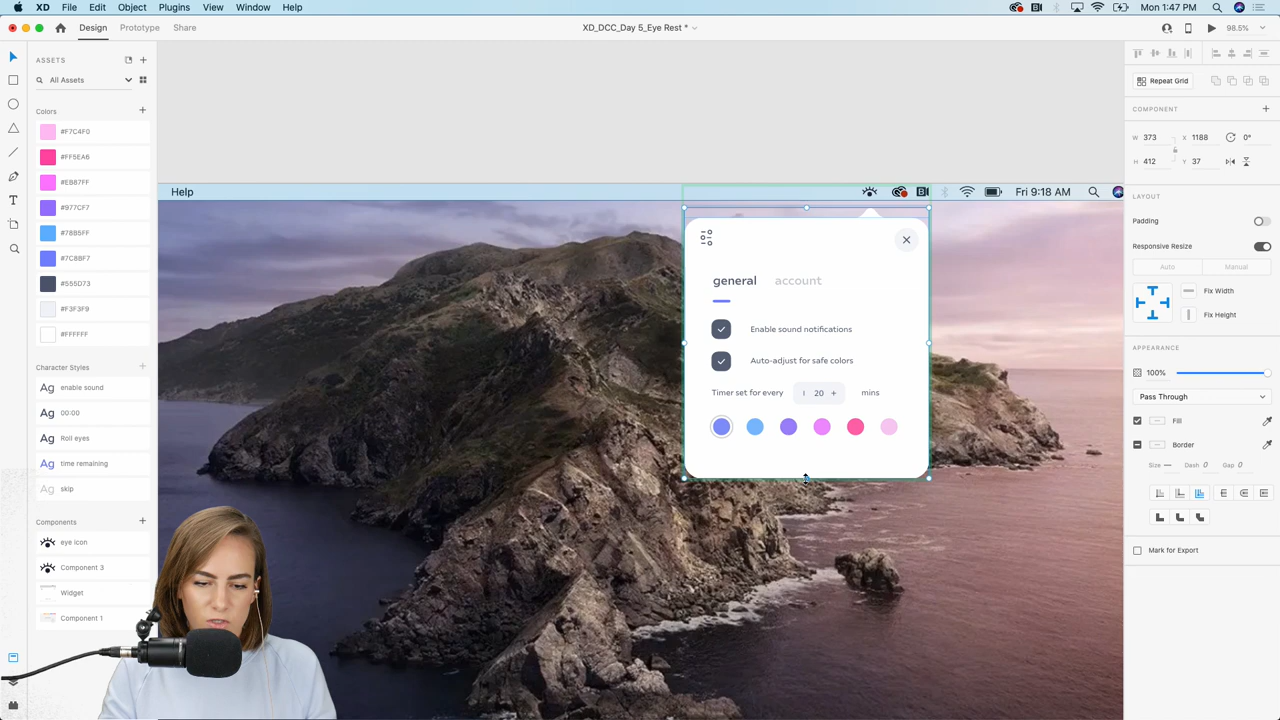 XD File Edit Object Plugins View Window Help Mon 1:47 PM
Design Prototype Share XD_DCC_Day 5_Eye Rest * 98.5%
ASSETS
All Assets
Colors
#F7C4F0
#FF5EA6
#EB87FF
#977CF7
#78B5FF
#7C8BF7
#555D73
#F3F3F9
#FFFFFF
Character Styles
Ag enable sound
Ag 00:00
Ag Roll eyes
Ag time remaining
Ag skip
Components
eye icon
Component 3
Widget
Component 1
Help Fri 9:18 AM
general account
Enable sound notifications
Auto-adjust for safe colors
Timer set for every 20 + mins
Repeat Grid
COMPONENT
W 373 X 1188 0°
H 412 Y 37
LAYOUT
Padding
Responsive Resize
Auto Manual
Fix Width
Fix Height
APPEARANCE
100%
Pass Through
Fill
Border
Size Dash 0 Gap 0
Mark for Export